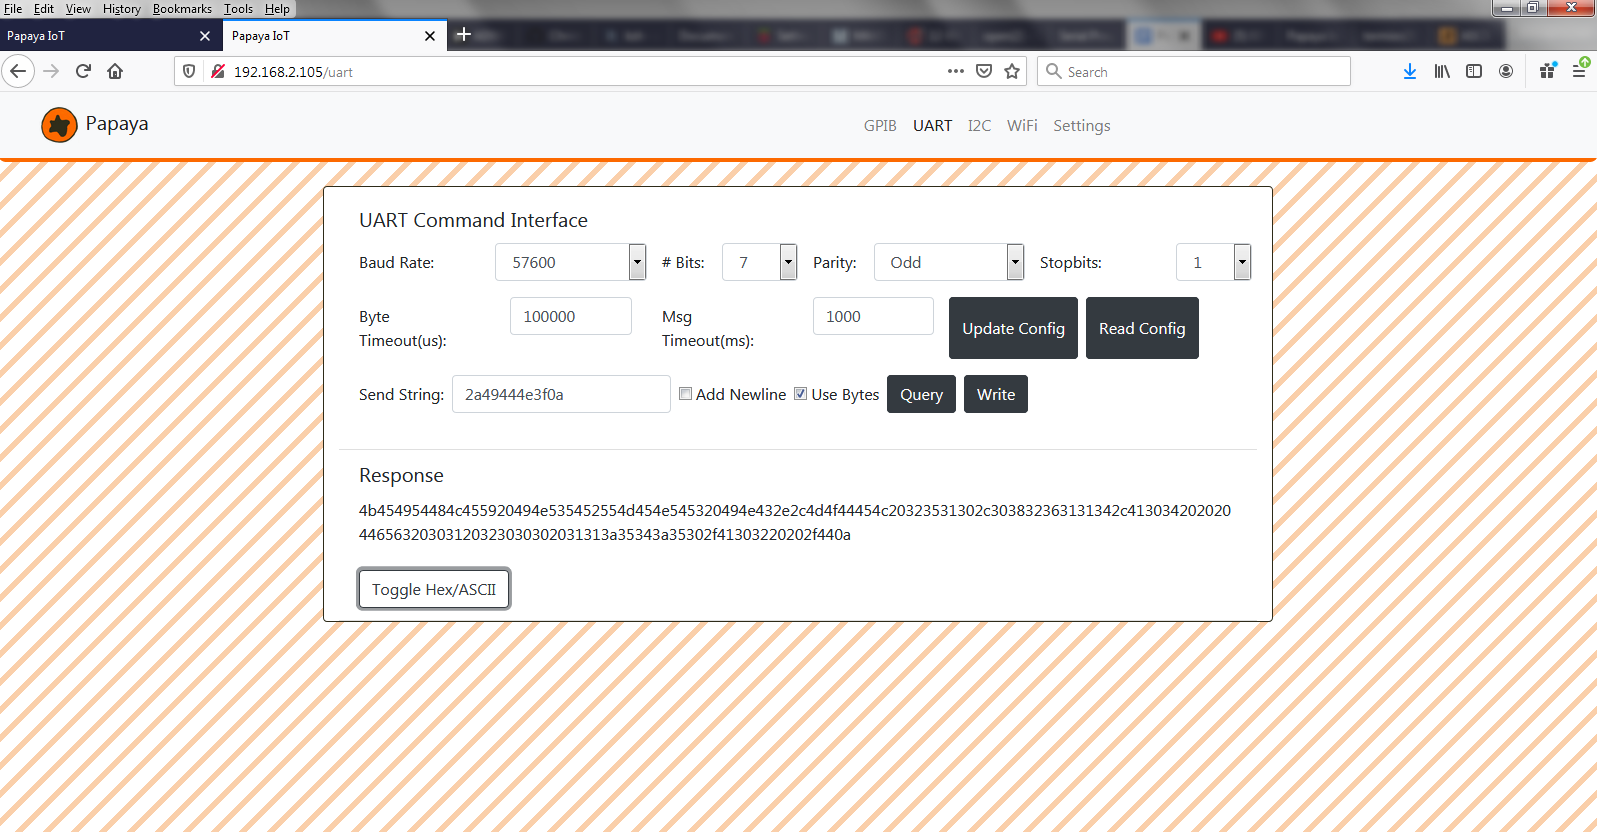 File Edit View History Bookmarks Tools Help
Papaya IoT
Papaya IoT
192.168.2.105/uart
Search
Papaya
GPIB UART I2C WiFi Settings
UART Command Interface
Baud Rate: 57600 # Bits: 7 Parity: Odd Stopbits: 1
Byte Timeout(us): 100000 Msg Timeout(ms): 1000 Update Config Read Config
Send String: 2a49444e3f0a Add Newline Use Bytes Query Write
Response
4b454954484c455920494e535452554d454e545320494e432e2c4d4f44454c20323531302c303832363131342c413034202020
44656320303120323030302031313a35343a35302f41303220202f440a
Toggle Hex/ASCII